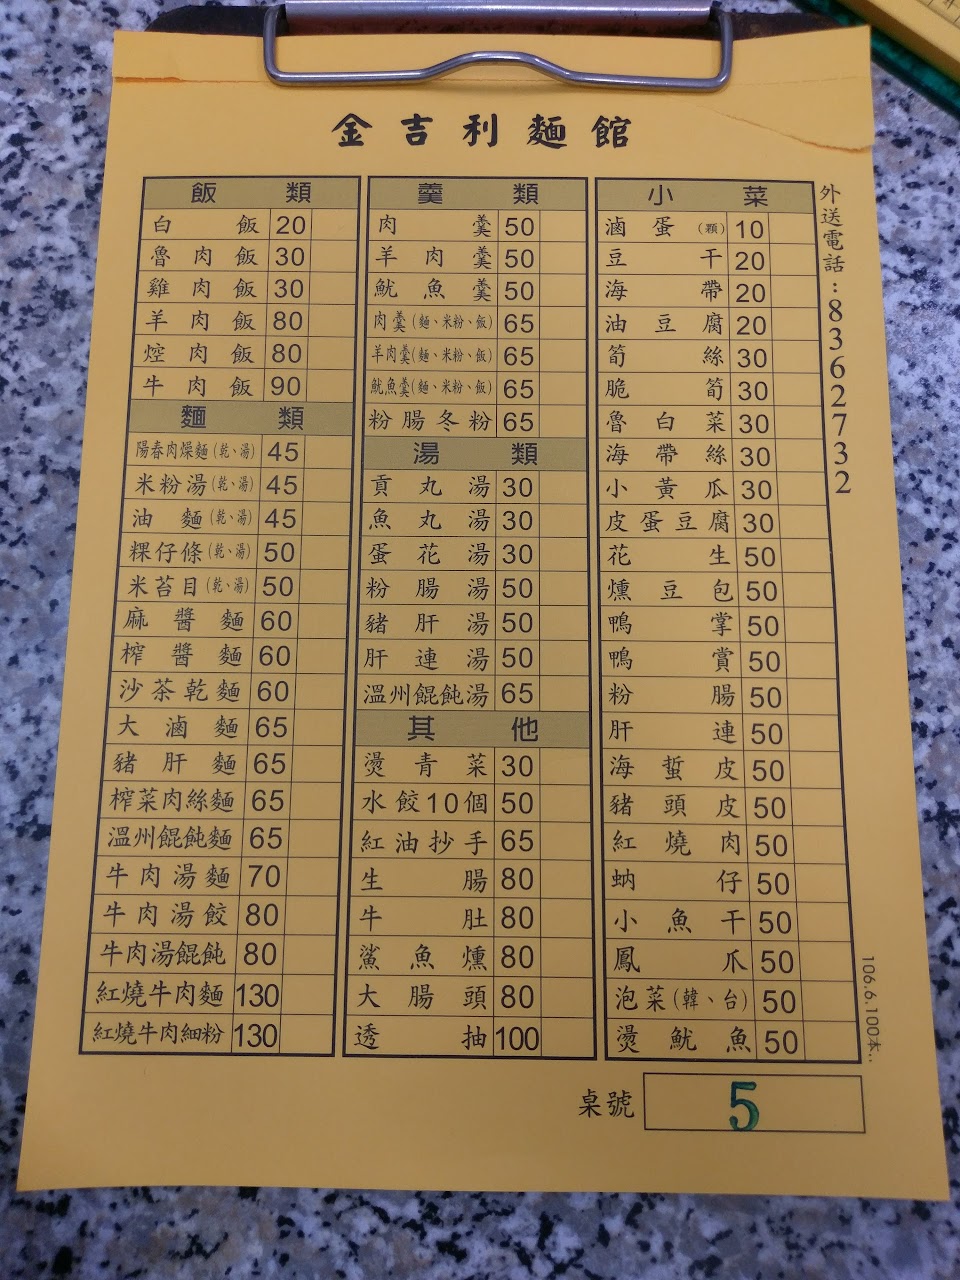 金吉利麵館
飯類
白飯 20
魯肉飯 30
雞肉飯 30
羊肉飯 80
焢肉飯 80
牛肉飯 90
麵類
陽春肉燥麵(乾、湯) 45
米粉湯(乾、湯) 45
油麵(乾、湯) 45
粿仔條(乾、湯) 50
米苔目(乾、湯) 50
麻醬麵 60
榨醬麵 60
沙茶乾麵 60
大滷麵 65
豬肝麵 65
榨菜肉絲麵 65
溫州餛飩麵 65
牛肉湯麵 70
牛肉湯餃 80
牛肉湯餛飩 80
紅燒牛肉麵 130
紅燒牛肉細粉 130
羹類
肉羹 50
羊肉羹 50
魷魚羹 50
肉羹(麵、米粉、飯) 65
羊肉羹(麵、米粉、飯) 65
魷魚羹(麵、米粉、飯) 65
粉腸冬粉 65
湯類
貢丸湯 30
魚丸湯 30
蛋花湯 30
粉腸湯 50
豬肝湯 50
肝連湯 50
溫州餛飩湯 65
其他
燙青菜 30
水餃10個 50
紅油抄手 65
生腸 80
牛肚 80
鯊魚燻 80
大腸頭 80
透抽 100
小菜
滷蛋(顆) 10
豆干 20
海帶 20
油豆腐 20
筍絲 30
脆筍 30
魯白菜 30
海帶絲 30
小黃瓜 30
皮蛋豆腐 30
花生 50
燻豆包 50
鴨掌 50
鴨賞 50
粉腸 50
肝連 50
海蜇皮 50
豬頭皮 50
紅燒肉 50
蚋仔 50
小魚干 50
鳳爪 50
泡菜(韓、台) 50
燙魷魚 50
外送電話:8362732
106.6.100本..
桌號 5